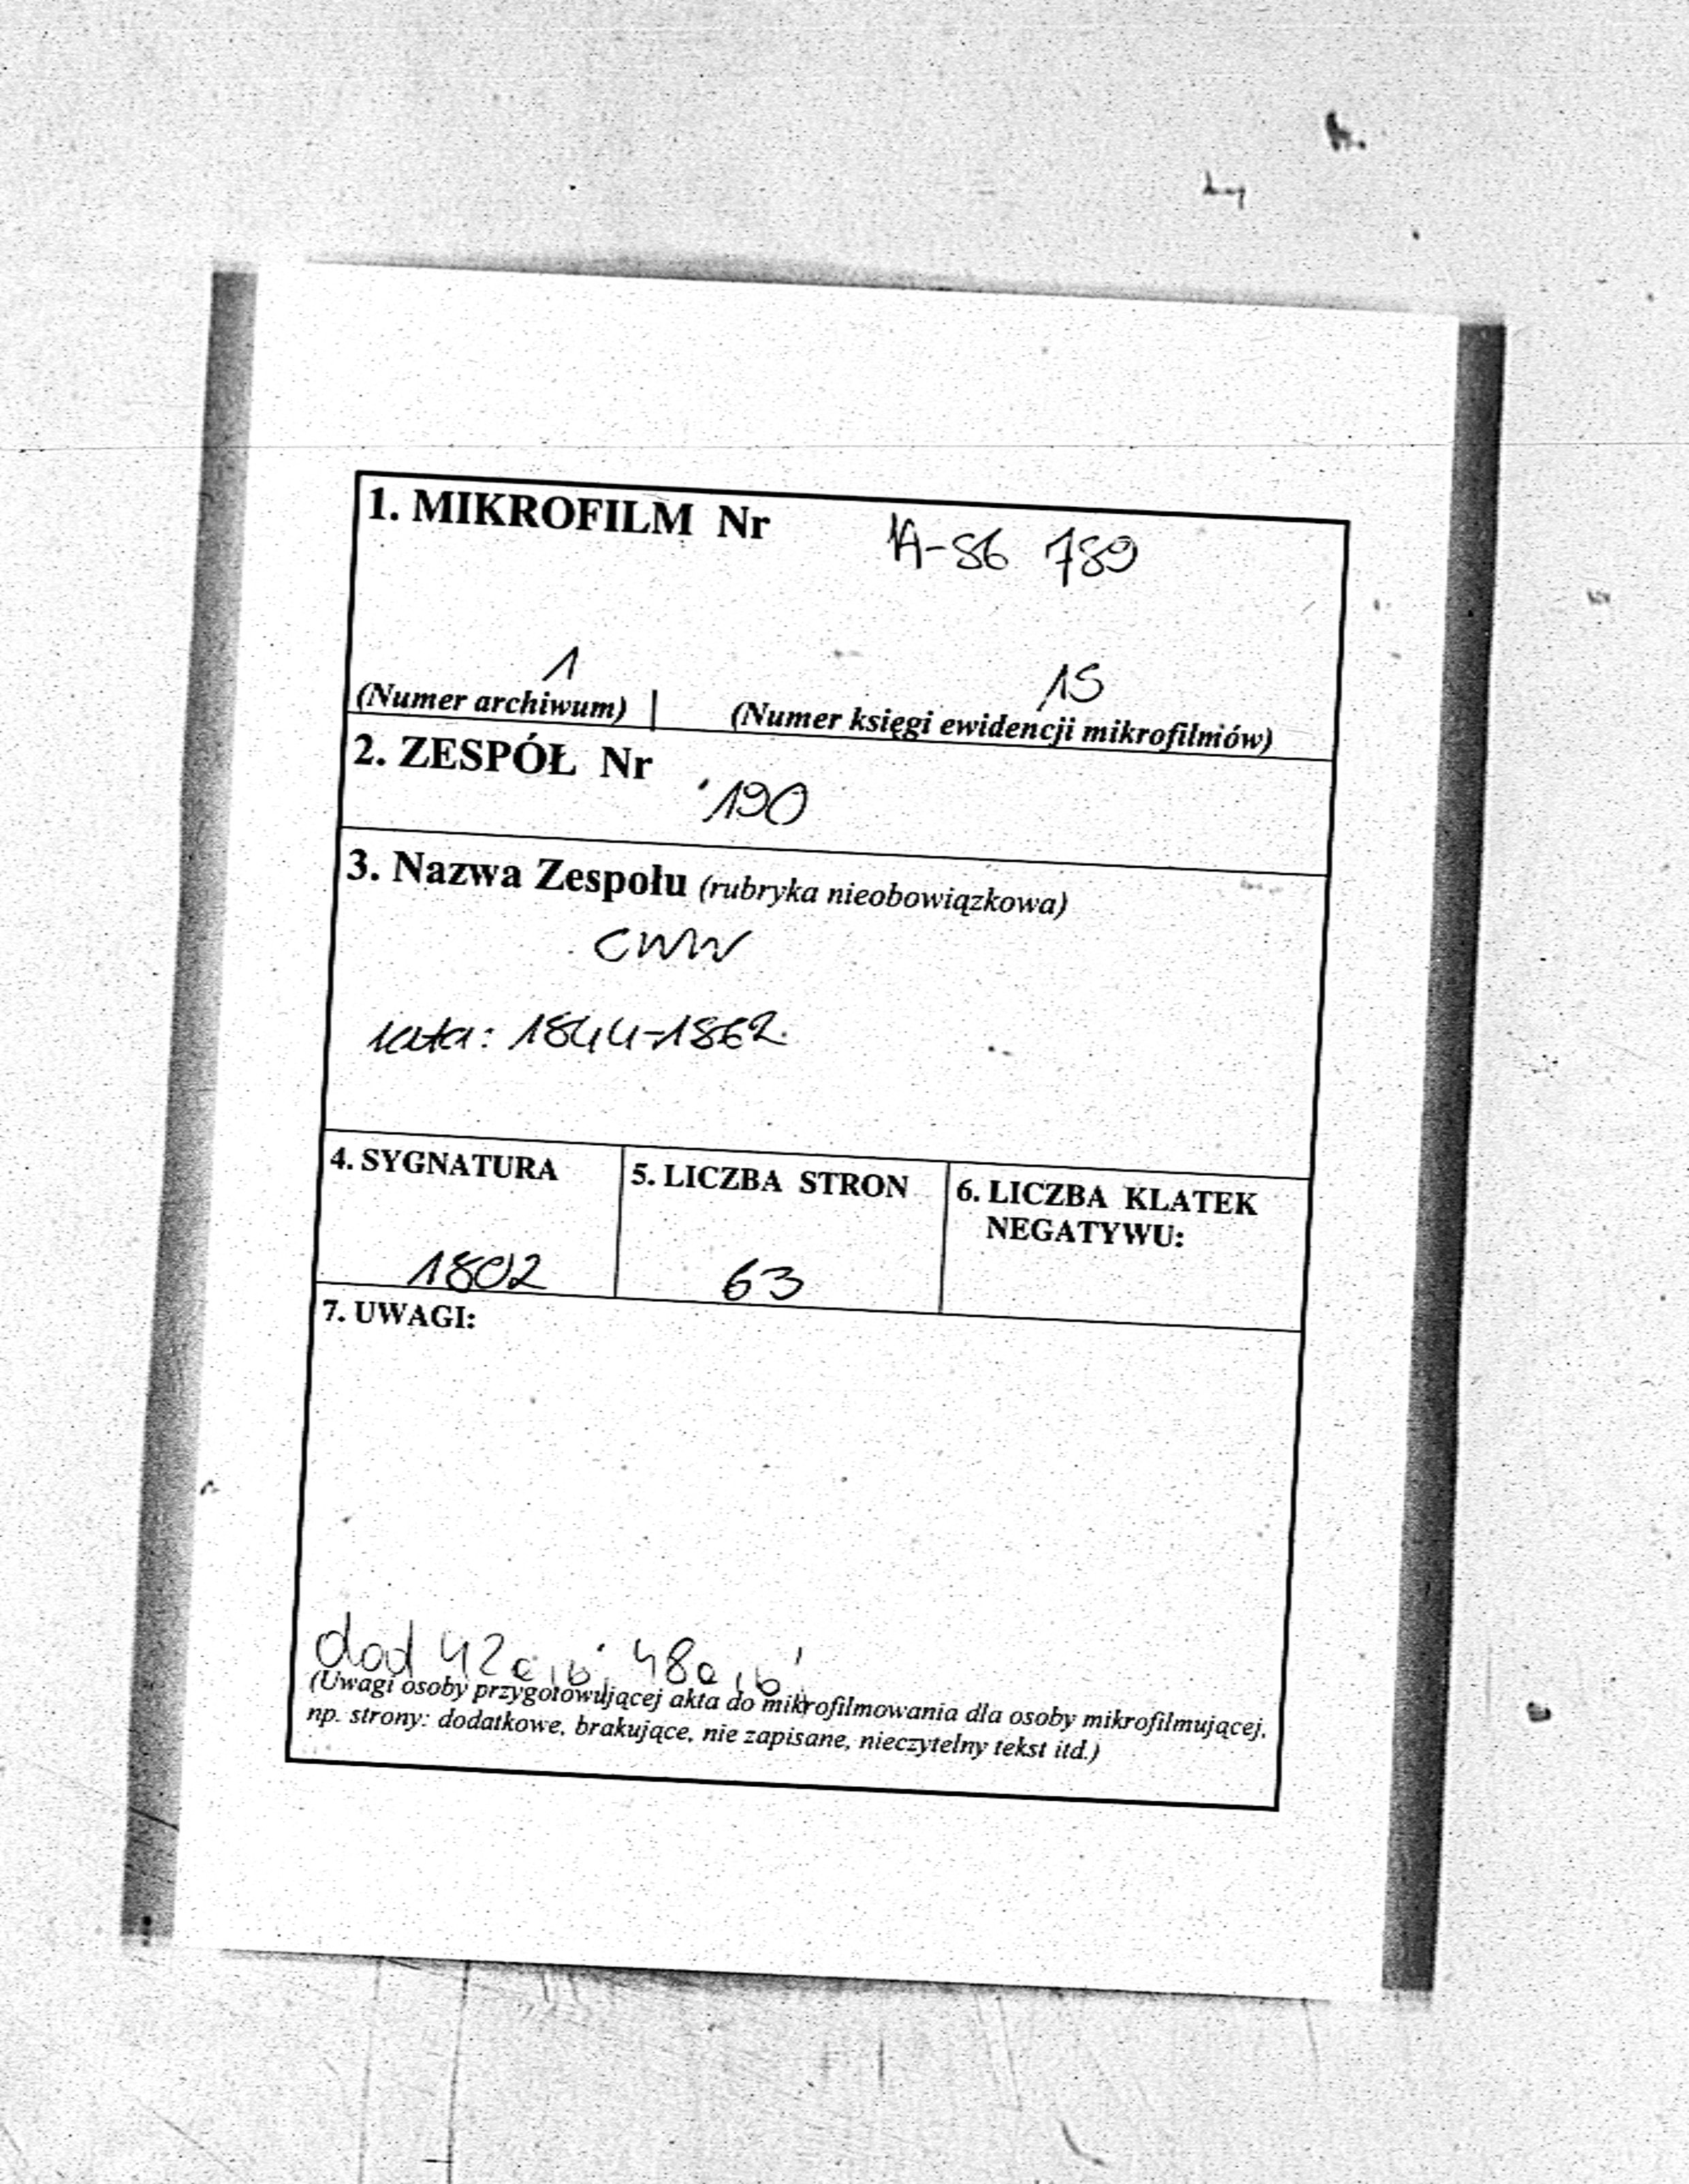 1. MIKROFILM Nr A-86 789
1 15
(Numer archiwum) | (Numer księgi ewidencji mikrofilmów)
2. ZESPÓŁ Nr
190
3. Nazwa Zespołu (rubryka nieobowiązkowa)
CWW
lata: 1844-1862.
4. SYGNATURA 5. LICZBA STRON 6. LICZBA KLATEK
NEGATYWU:
1802 63
7. UWAGI:
dod 42a,b; 48a,b;
(Uwagi osoby przygotowującej akta do mikrofilmowania dla osoby mikrofilmującej,
np. strony: dodatkowe, brakujące, nie zapisane, nieczytelny tekst itd.)